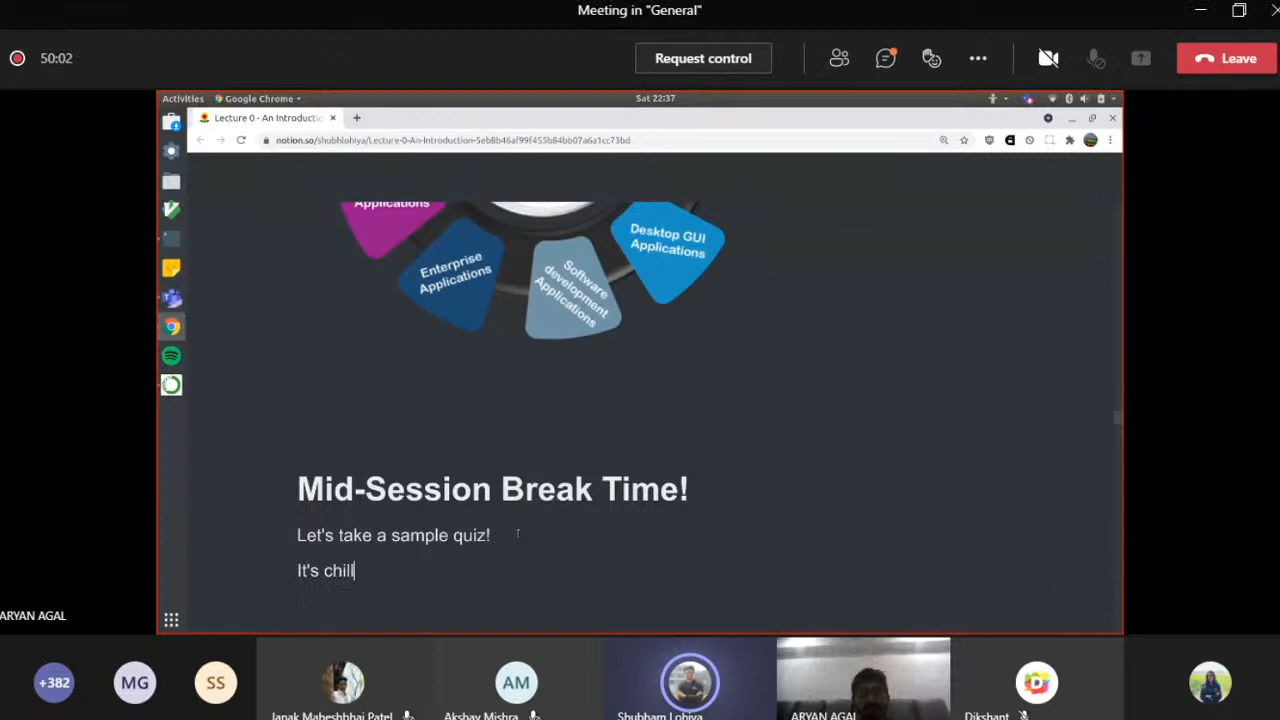 Meeting in "General"
50:02
Request control
Leave
Activities
Google Chrome
Sat 22:37
Lecture 0 - An Introductio
notion.so/shubhlohiya/Lecture-0-An-Introduction-5eb8b46af99f455b84bb07a6a1cc73bd
Applications
Enterprise
Applications
Software
development
Applications
Desktop GUI
Applications
Mid-Session Break Time!
Let's take a sample quiz!
It's chill
ARYAN AGAL
+382
MG
SS
AM
Janak Maheshbhai Patel
Akshay Mishra
Shubham Lohiya
ARYAN AGAL
Dikshant